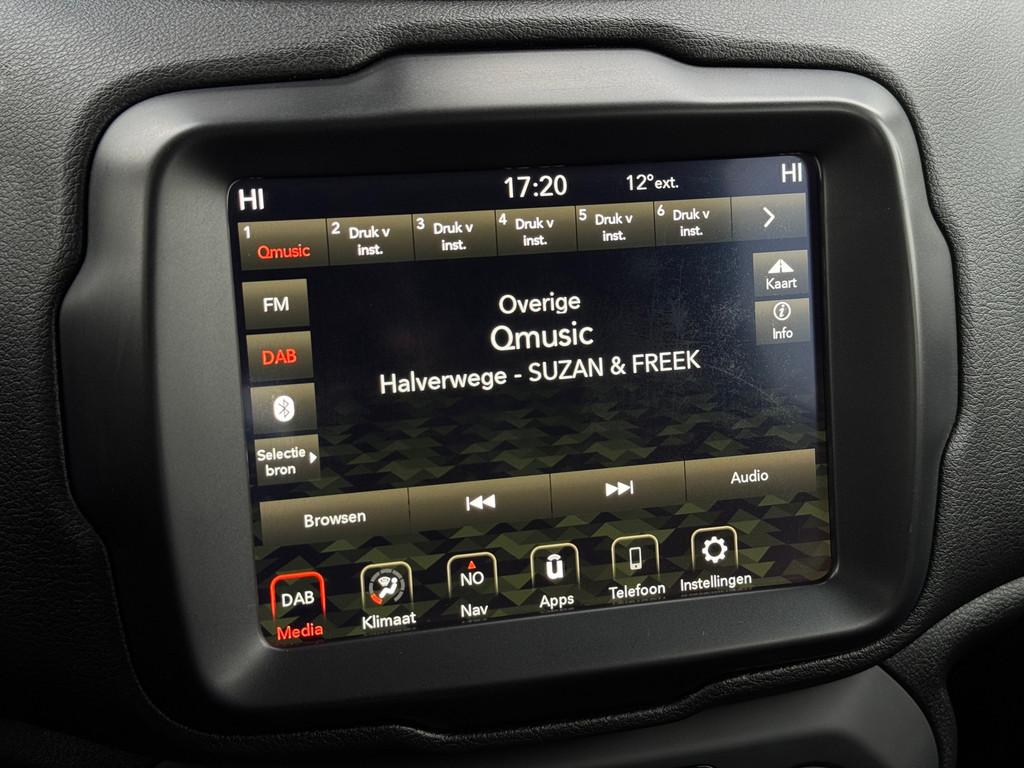 HI 17:20 12°ext. HI
1 Qmusic
2 Druk v
inst.
3 Druk v
inst.
4 Druk v
inst.
5 Druk v
inst.
6 Druk v
inst.
FM
DAB
Selectie
bron
Overige
Qmusic
Halverwege - SUZAN & FREEK
Kaart
i
Info
Browsen
Audio
DAB
Media
Klimaat
NO
Nav
u
Apps
Telefoon
Instellingen